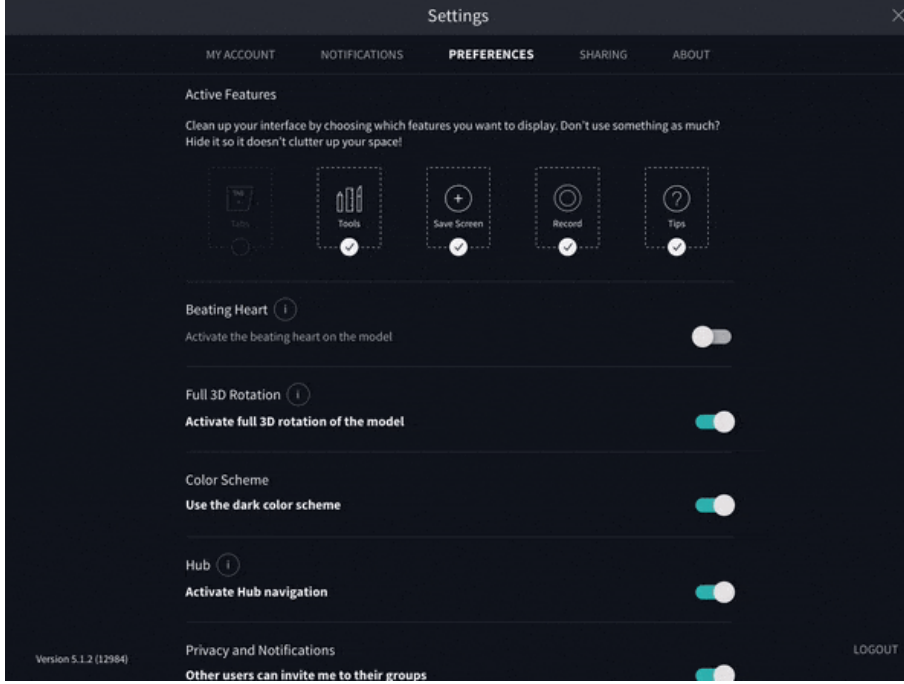 Settings
MY ACCOUNT NOTIFICATIONS PREFERENCES SHARING ABOUT
Active Features
Clean up your interface by choosing which features you want to display. Don't use something as much?
Hide it so it doesn't clutter up your space!
TAB
+
Tabs Tools Save Screen Record Tips
Beating Heart i
Activate the beating heart on the model
Full 3D Rotation i
Activate full 3D rotation of the model
Color Scheme
Use the dark color scheme
Hub i
Activate Hub navigation
Privacy and Notifications
Other users can invite me to their groups
Version 5.1.2 (12984)
LOGOUT